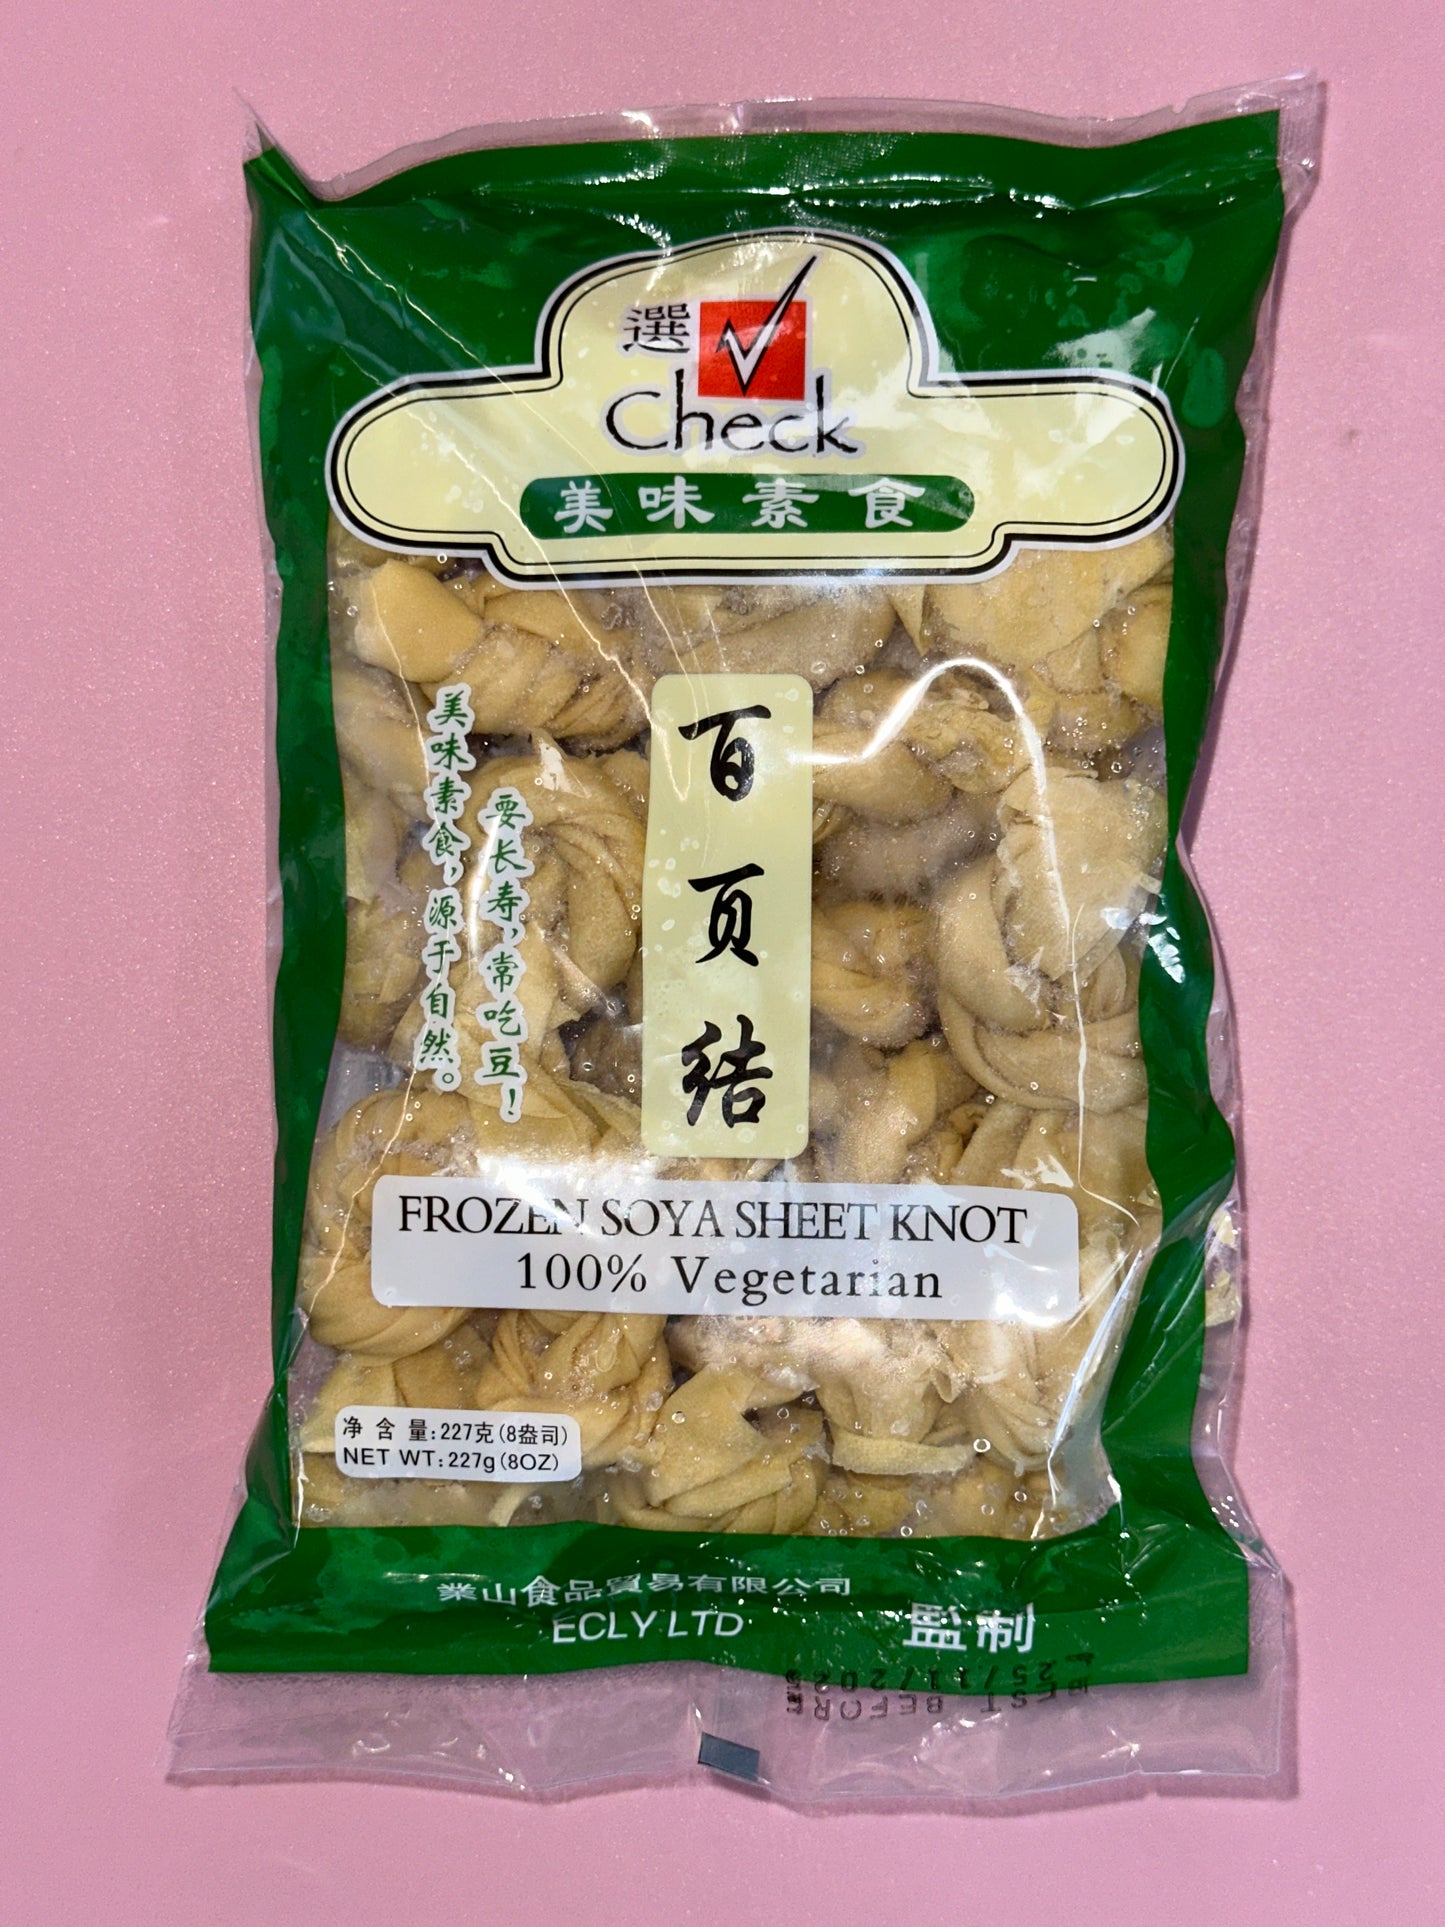 選
Check
美味素食
百页结
美味素食，源于自然。
要长寿，常吃豆！
FROZEN SOYA SHEET KNOT
100% Vegetarian
净含量:227克(8盎司)
NET WT:227g(8OZ)
業山食品貿易有限公司
ECLY LTD
監制
BEST BEFORE
25/11/202